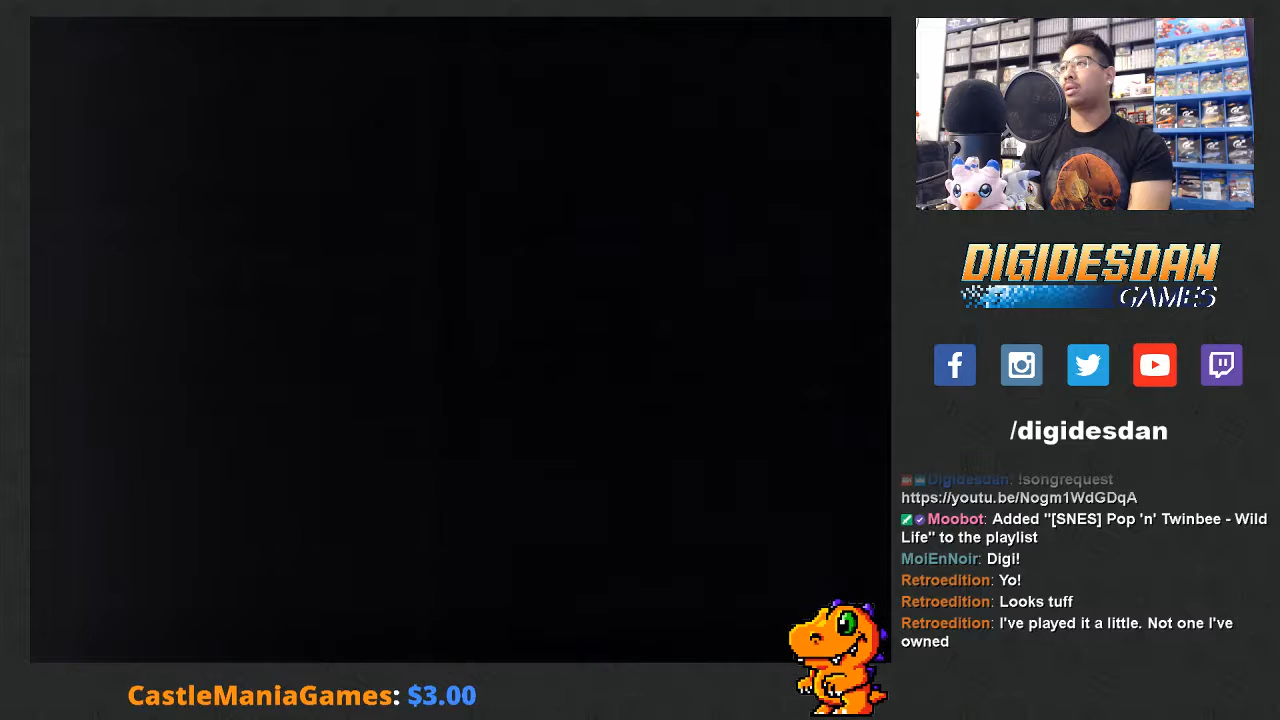 DIGIDESDAN
GAMES
/digidesdan
Digidesdan: !songrequest
https://youtu.be/Nogm1WdGDqA
Moobot: Added "[SNES] Pop 'n' Twinbee - Wild
Life" to the playlist
MoiEnNoir: Digi!
Retroedition: Yo!
Retroedition: Looks tuff
Retroedition: I've played it a little. Not one I've
owned
CastleManiaGames: $3.00